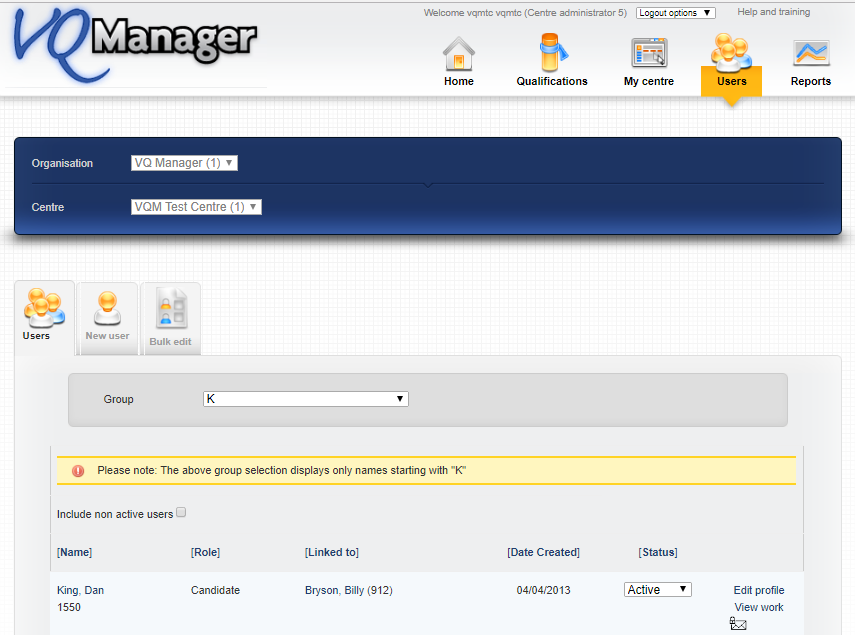 VQManager
Welcome vqmtc vqmtc (Centre administrator 5) Logout options ▼ Help and training
Home Qualifications My centre Users Reports
Organisation VQ Manager (1) ▼
Centre VQM Test Centre (1) ▼
Users New user Bulk edit
Group K ▼
Please note: The above group selection displays only names starting with "K"
Include non active users
[Name] [Role] [Linked to] [Date Created] [Status]
King, Dan Candidate Bryson, Billy (912) 04/04/2013 Active ▼ Edit profile
1550 View work